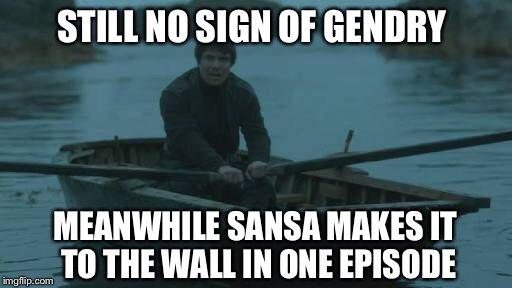 STILL NO SIGN OF GENDRY
MEANWHILE SANSA MAKES IT
TO THE WALL IN ONE EPISODE
imgflip.com